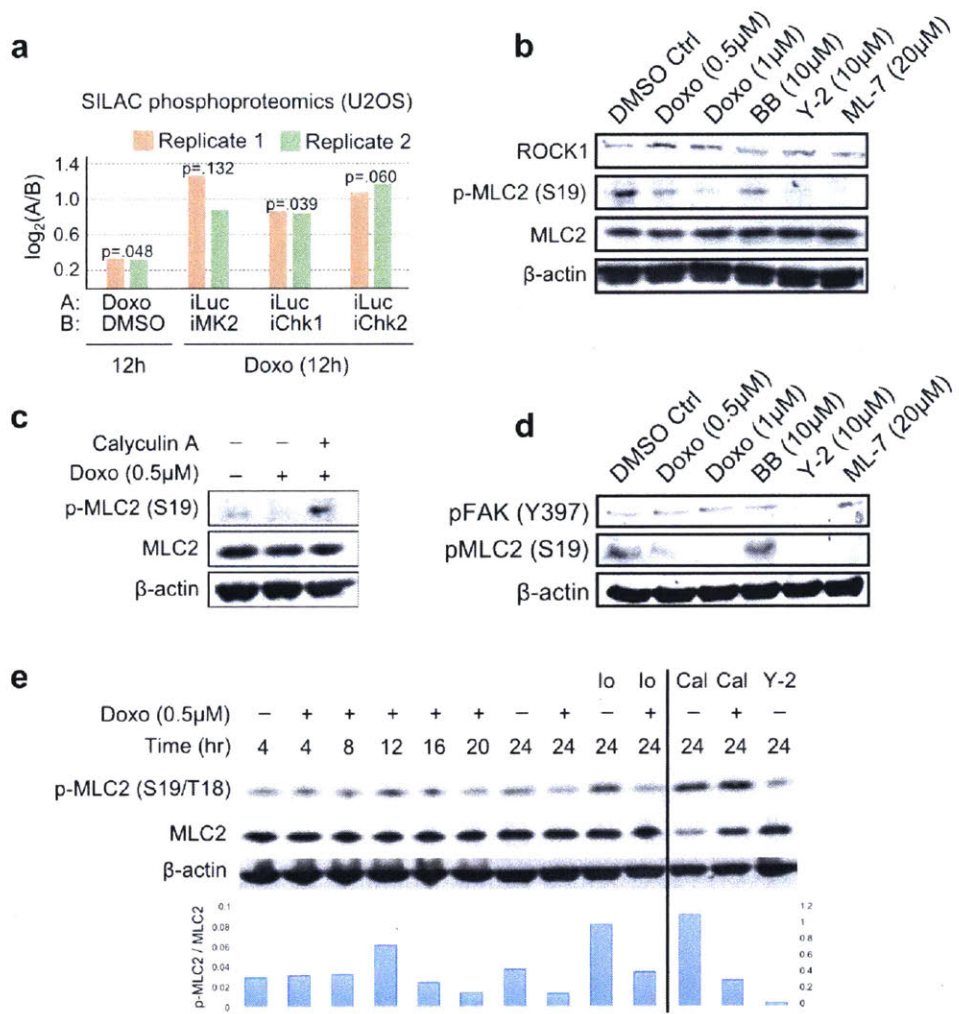 a
SILAC phosphoproteomics (U2OS)
Replicate 1 Replicate 2
log2(A/B)
1.4
1.0
0.6
0.2
p=.048
p=.132
p=.039
p=.060
A: Doxo iLuc iLuc iLuc
B: DMSO iMK2 iChk1 iChk2
12h Doxo (12h)
b
DMSO Ctrl
Doxo (0.5µM)
Doxo (1µM)
BB (10µM)
Y-2 (10µM)
ML-7 (20µM)
ROCK1
p-MLC2 (S19)
MLC2
β-actin
c
Calyculin A − − +
Doxo (0.5µM) − + +
p-MLC2 (S19)
MLC2
β-actin
d
DMSO Ctrl
Doxo (0.5µM)
Doxo (1µM)
BB (10µM)
Y-2 (10µM)
ML-7 (20µM)
pFAK (Y397)
pMLC2 (S19)
β-actin
e
Io Io Cal Cal Y-2
Doxo (0.5µM) − + + + + + − + − + − + −
Time (hr) 4 4 8 12 16 20 24 24 24 24 24 24 24
p-MLC2 (S19/T18)
MLC2
β-actin
p-MLC2 / MLC2
0.1
0.08
0.06
0.04
0.02
0
1.2
1
0.8
0.6
0.4
0.2
0